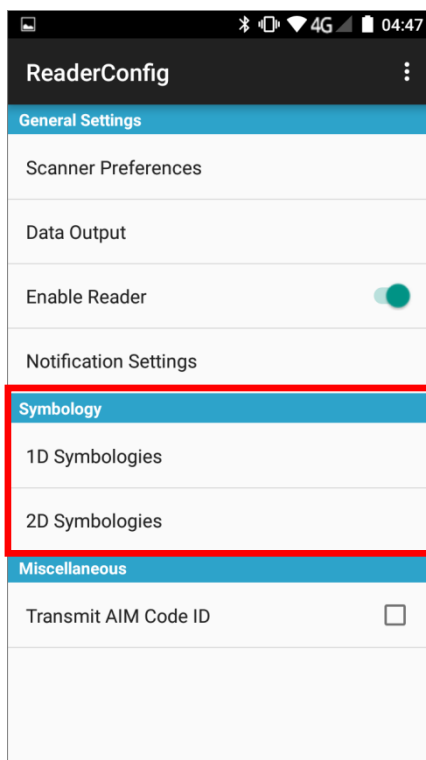 4G 04:47
ReaderConfig
General Settings
Scanner Preferences
Data Output
Enable Reader
Notification Settings
Symbology
1D Symbologies
2D Symbologies
Miscellaneous
Transmit AIM Code ID